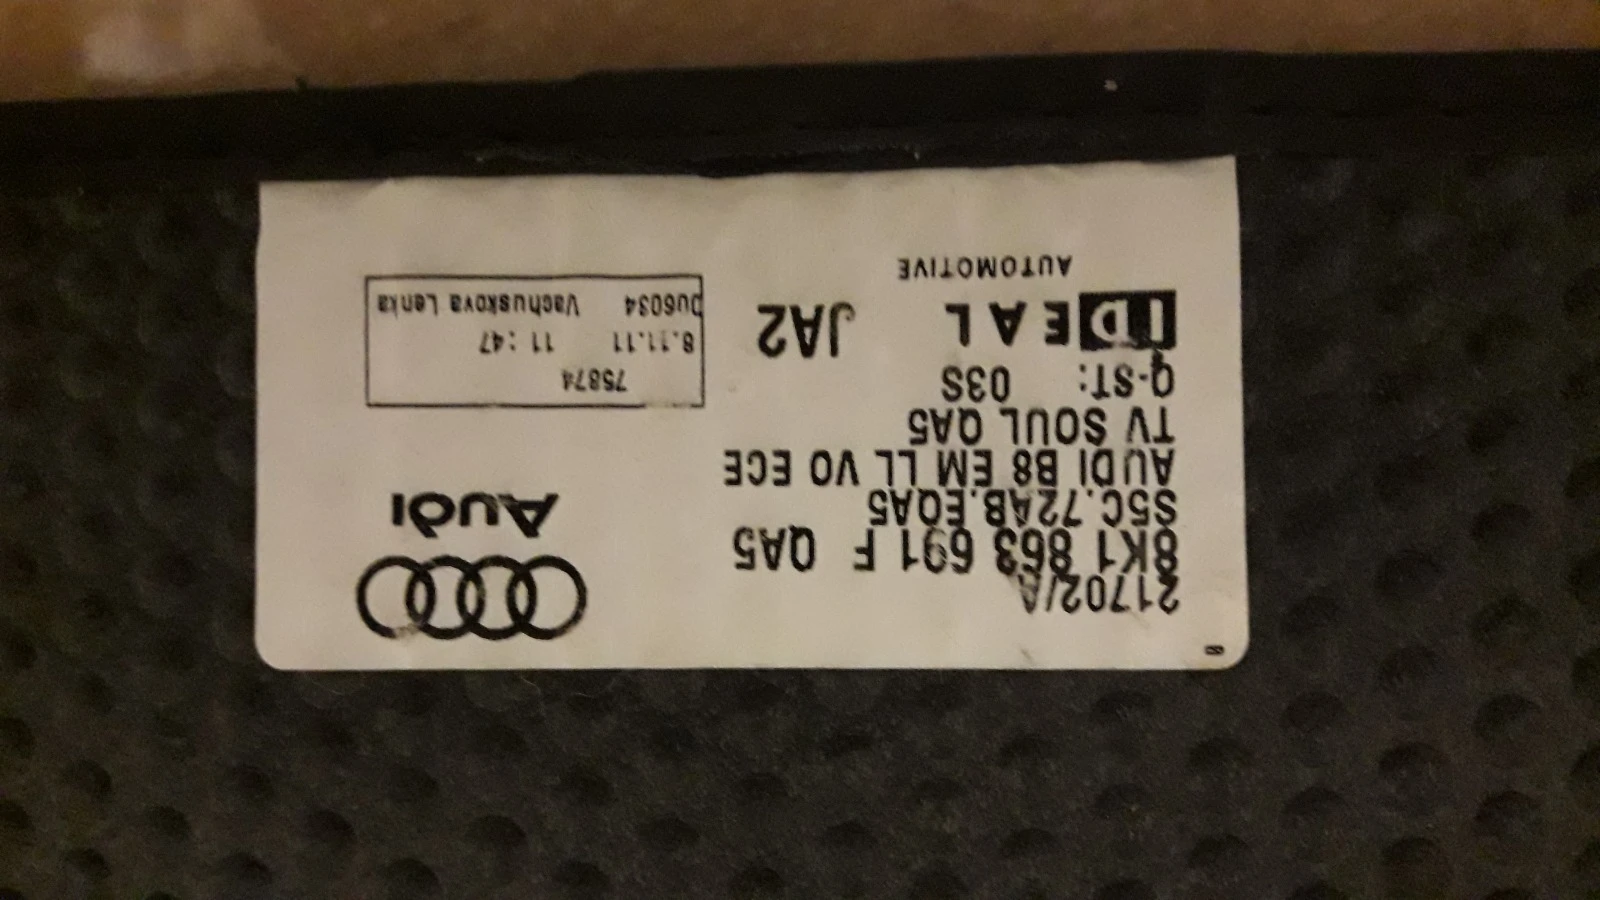 21702/A
8K1 863 691 F QA5
S5C.72AB.EQA5
AUDI B8 EM LL VO ECE
TV SOUL QA5
Q-ST: 03S
IDEAL
AUTOMOTIVE
JA2
Audi
75874
8.11.11 11:47
0u6034 Vachuskova Lenka